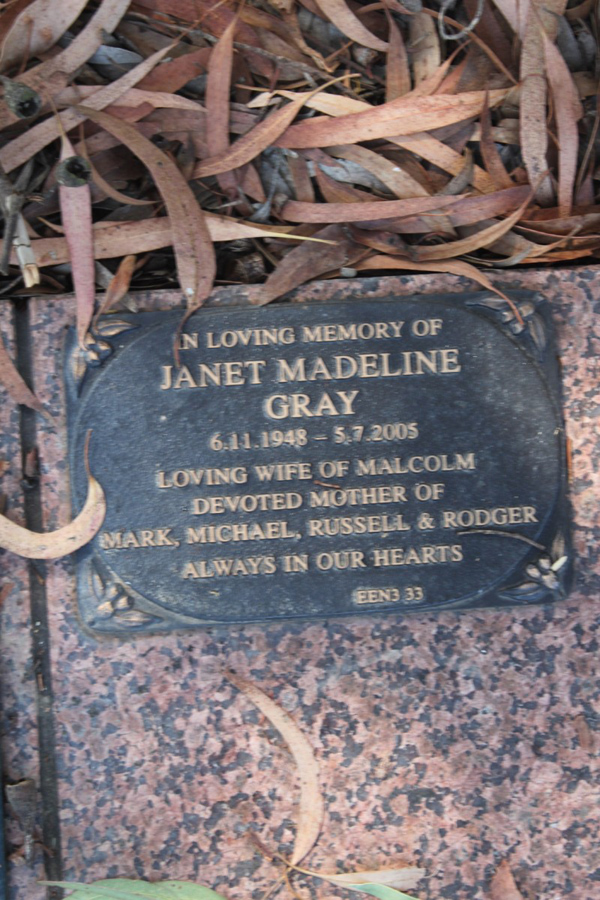 IN LOVING MEMORY OF
JANET MADELINE
GRAY
6.11.1948 – 5.7.2005
LOVING WIFE OF MALCOLM
DEVOTED MOTHER OF
MARK, MICHAEL, RUSSELL & RODGER
ALWAYS IN OUR HEARTS
EEN3 33